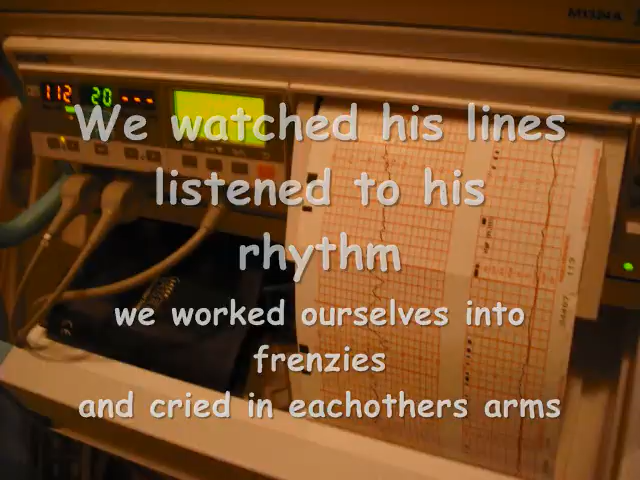 112 20 ---
We watched his lines
listened to his
rhythm
we worked ourselves into
frenzies
and cried in eachothers arms